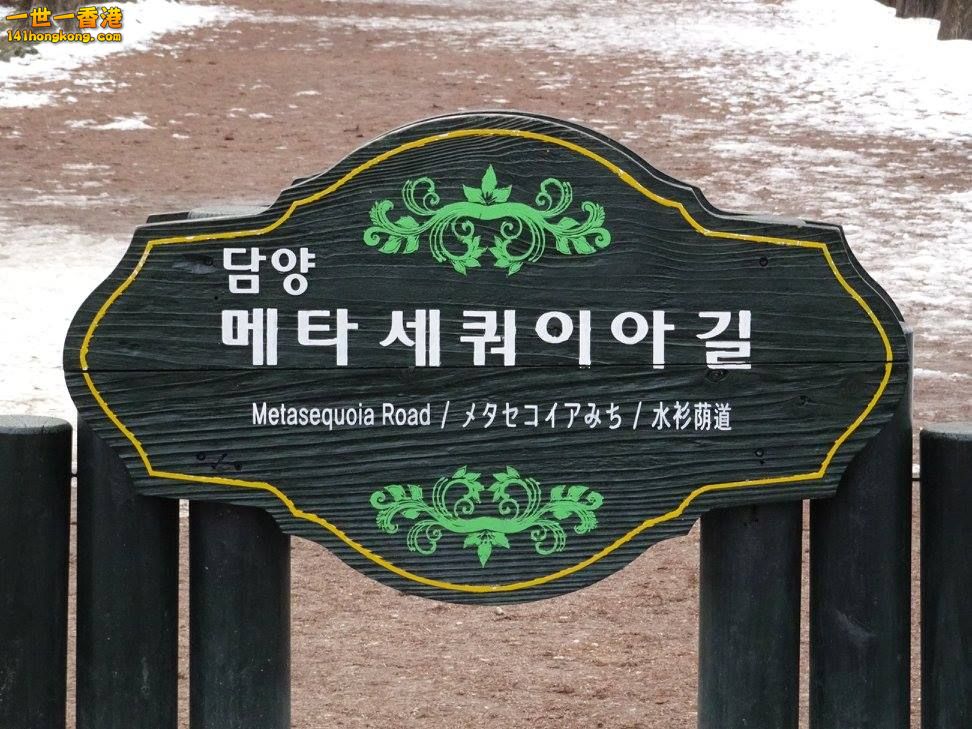 一世一香港
141hongkong.com
담양
메타세쿼이아길
Metasequoia Road / メタセコイアみち / 水杉荫道